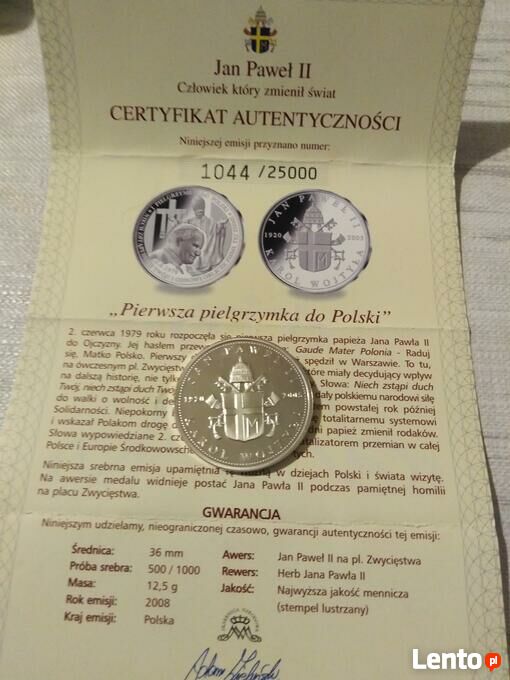 Jan Paweł II
Człowiek który zmienił świat
CERTYFIKAT AUTENTYCZNOŚCI
Niniejszej emisji przyznano numer:
1044 /25000
JAN PAWEŁ II
1920 2005
KAROL WOJTYŁA
„Pierwsza pielgrzymka do Polski"
2. czerwca 1979 roku rozpoczęła się pierwsza pielgrzymka papieża Jana Pawła II
do Ojczyzny. Jej hasłem Gaude Mater Polonia - Raduj
się, Matko Polsko. Pierwszy spędził w Warszawie. To tu,
na ówczesnym pl. Zwycięstwa które miały decydujący wpływ
na dalszą historię, nie tylko Słowa: Niech zstąpi duch
Twój, niech zstąpi duch Twój dały polskiemu narodowi siłę
do walki o wolność i powstałej rok później
Solidarności. Niepokorny totalitarnemu systemowi
i wskazał Polakom drogę papież zmienił rodaków.
Słowa wypowiedziane 2. katalizatorem przemian w całej
Polsce i Europie Środkowowschodniej
Niniejsza srebrna emisja upamiętnia tę w dziejach Polski i świata wizytę.
Na awersie medalu widnieje postać Jana Pawła II podczas pamiętnej homilii
na placu Zwycięstwa.
GWARANCJA
Niniejszym udzielamy, nieograniczonej czasowo, gwarancji autentyczności tej emisji:
Średnica: 36 mm Awers: Jan Paweł II na pl. Zwycięstwa
Próba srebra: 500 / 1000 Rewers: Herb Jana Pawła II
Masa: 12,5 g Jakość: Najwyższa jakość mennicza
Rok emisji: 2008 (stempel lustrzany)
Kraj emisji: Polska
Lento.pl